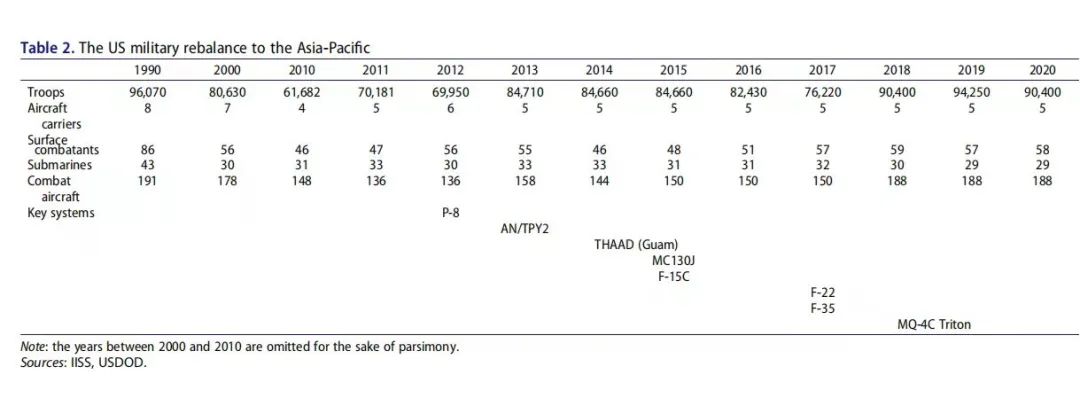 Table 2. The US military rebalance to the Asia-Pacific
1990 2000 2010 2011 2012 2013 2014 2015 2016 2017 2018 2019 2020
Troops 96,070 80,630 61,682 70,181 69,950 84,710 84,660 84,660 82,430 76,220 90,400 94,250 90,400
Aircraft 8 7 4 5 6 5 5 5 5 5 5 5 5
carriers
Surface
combatants 86 56 46 47 56 55 46 48 51 57 59 57 58
Submarines 43 30 31 33 30 33 33 31 31 32 30 29 29
Combat 191 178 148 136 136 158 144 150 150 150 188 188 188
aircraft
Key systems P-8
AN/TPY2
THAAD (Guam)
MC130J
F-15C
F-22
F-35
MQ-4C Triton
Note: the years between 2000 and 2010 are omitted for the sake of parsimony.
Sources: IISS, USDOD.